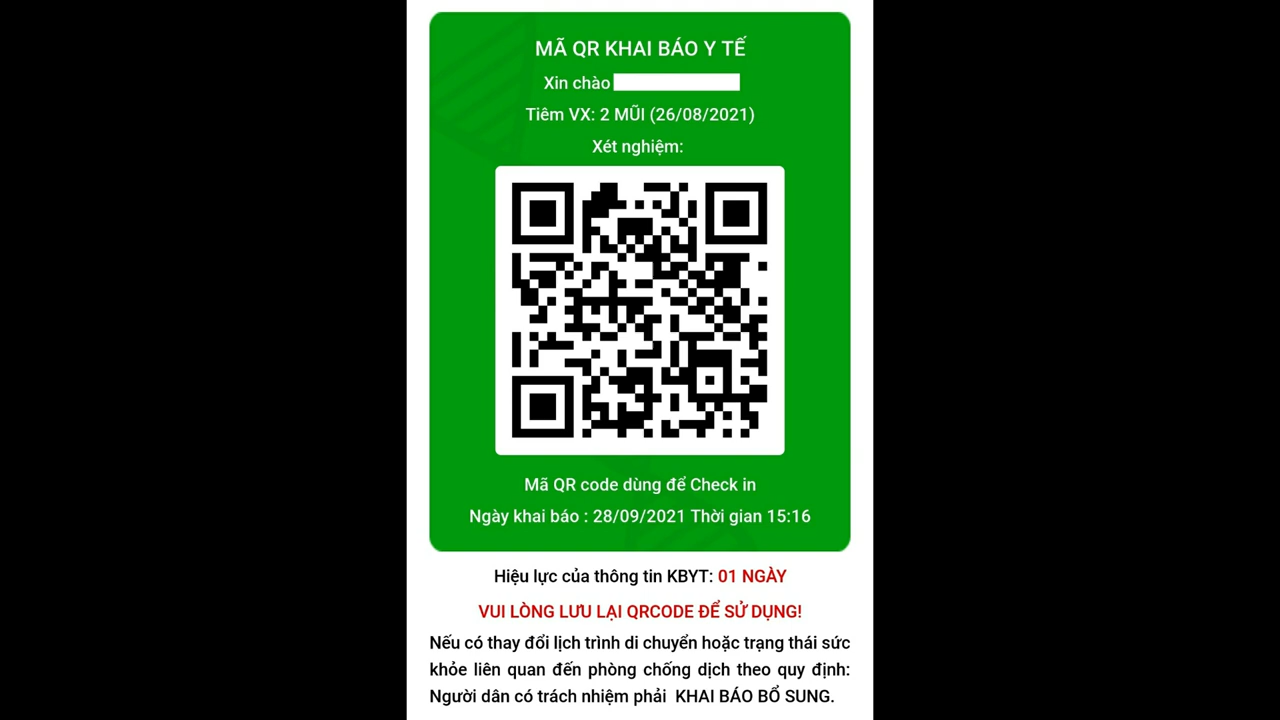 MÃ QR KHAI BÁO Y TẾ
Xin chào
Tiêm VX: 2 MŨI (26/08/2021)
Xét nghiệm:
Mã QR code dùng để Check in
Ngày khai báo : 28/09/2021 Thời gian 15:16
Hiệu lực của thông tin KBYT: 01 NGÀY
VUI LÒNG LƯU LẠI QRCODE ĐỂ SỬ DỤNG!
Nếu có thay đổi lịch trình di chuyển hoặc trạng thái sức
khỏe liên quan đến phòng chống dịch theo quy định:
Người dân có trách nhiệm phải  KHAI BÁO BỔ SUNG.